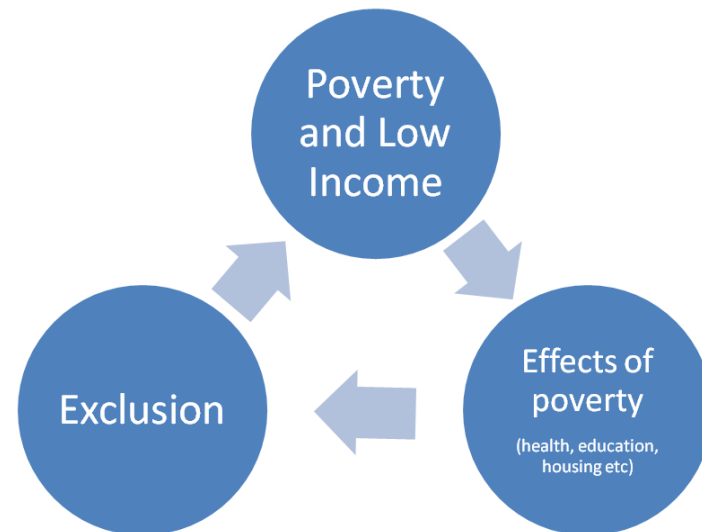 Poverty
and Low
Income
Effects of
poverty
(health, education,
housing etc)
Exclusion